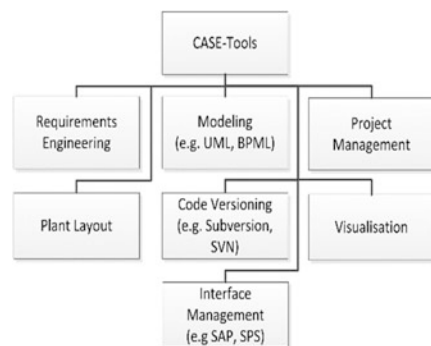 CASE-Tools
Requirements
Engineering
Modeling
(e.g. UML, BPML)
Project
Management
Plant Layout
Code Versioning
(e.g. Subversion,
SVN)
Visualisation
Interface
Management
(e.g SAP, SPS)